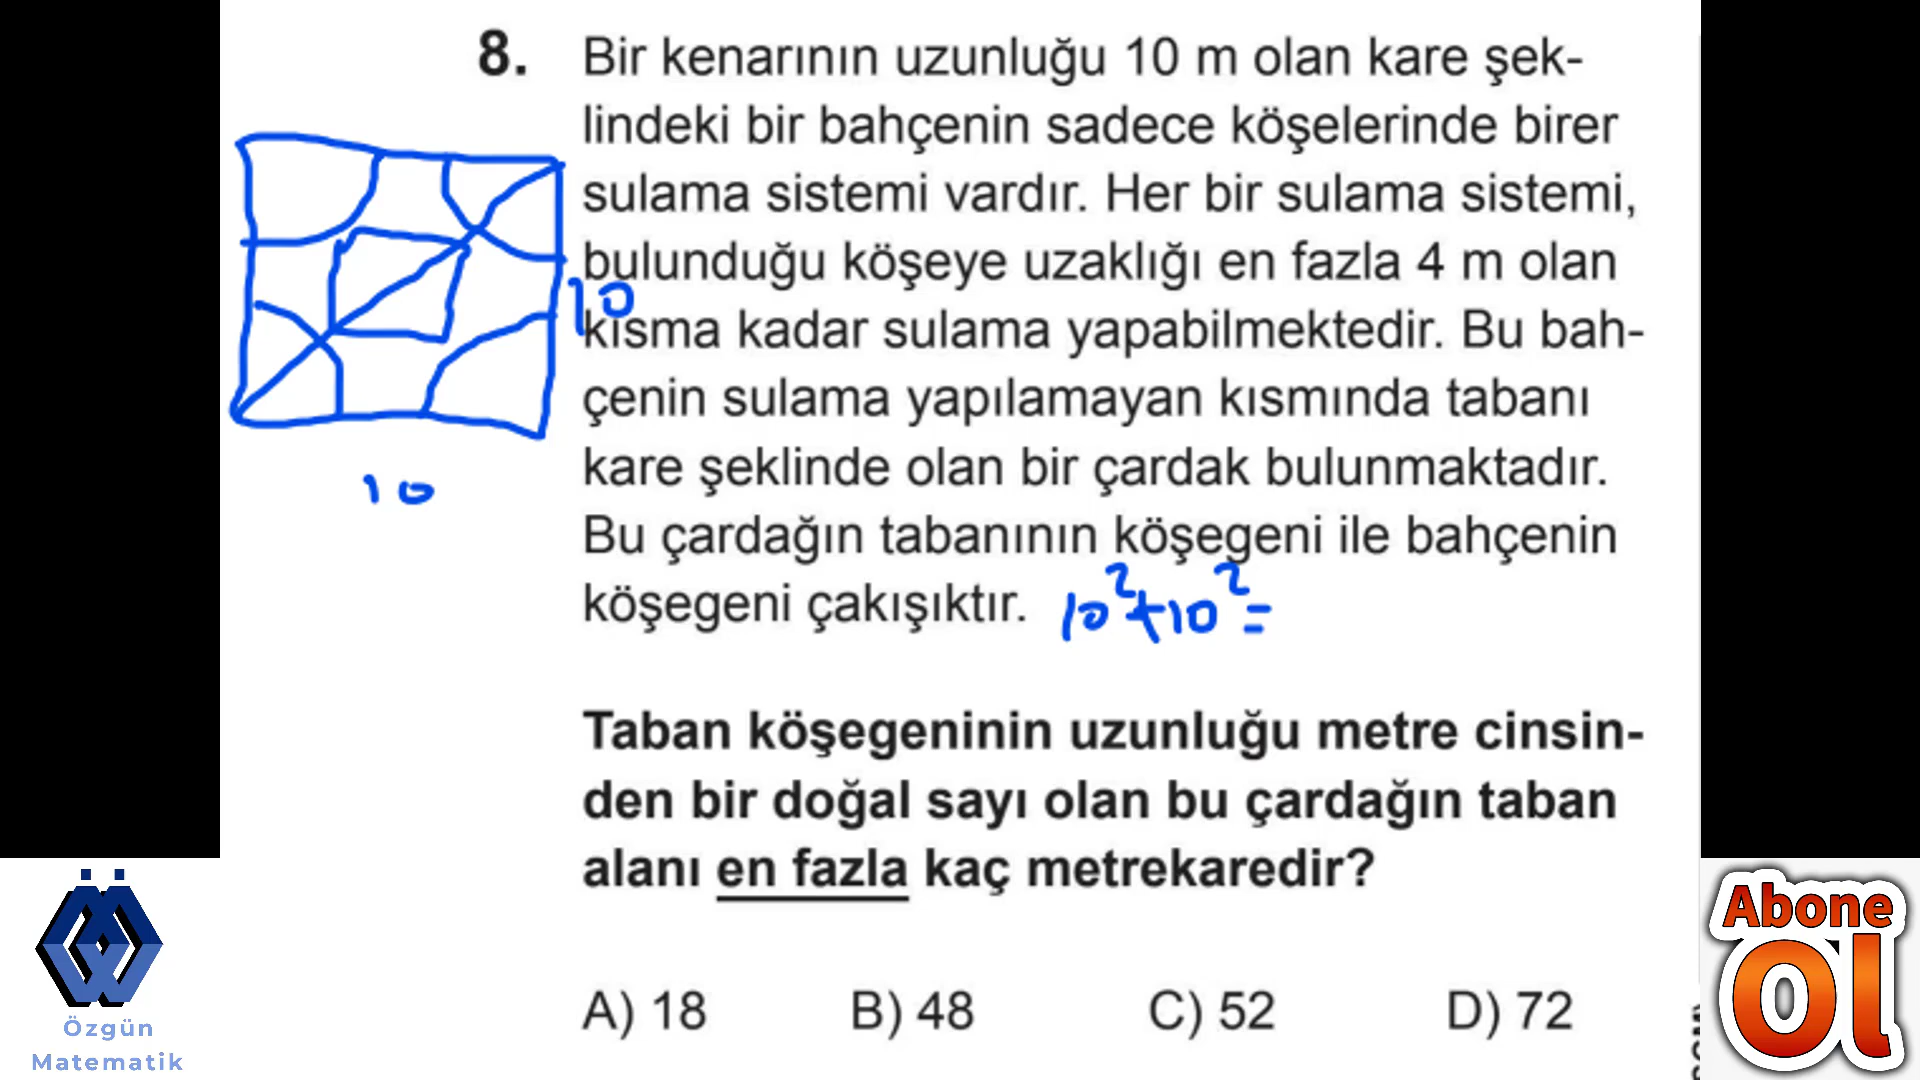 8. Bir kenarının uzunluğu 10 m olan kare şek-
lindeki bir bahçenin sadece köşelerinde birer
sulama sistemi vardır. Her bir sulama sistemi,
bulunduğu köşeye uzaklığı en fazla 4 m olan
10
kısma kadar sulama yapabilmektedir. Bu bah-
çenin sulama yapılamayan kısmında tabanı
kare şeklinde olan bir çardak bulunmaktadır.
10
Bu çardağın tabanının köşegeni ile bahçenin
köşegeni çakışıktır. 10²+10²=
Taban köşegeninin uzunluğu metre cinsin-
den bir doğal sayı olan bu çardağın taban
alanı en fazla kaç metrekaredir?
A) 18 B) 48 C) 52 D) 72
Özgün
Matematik
Abone
Ol